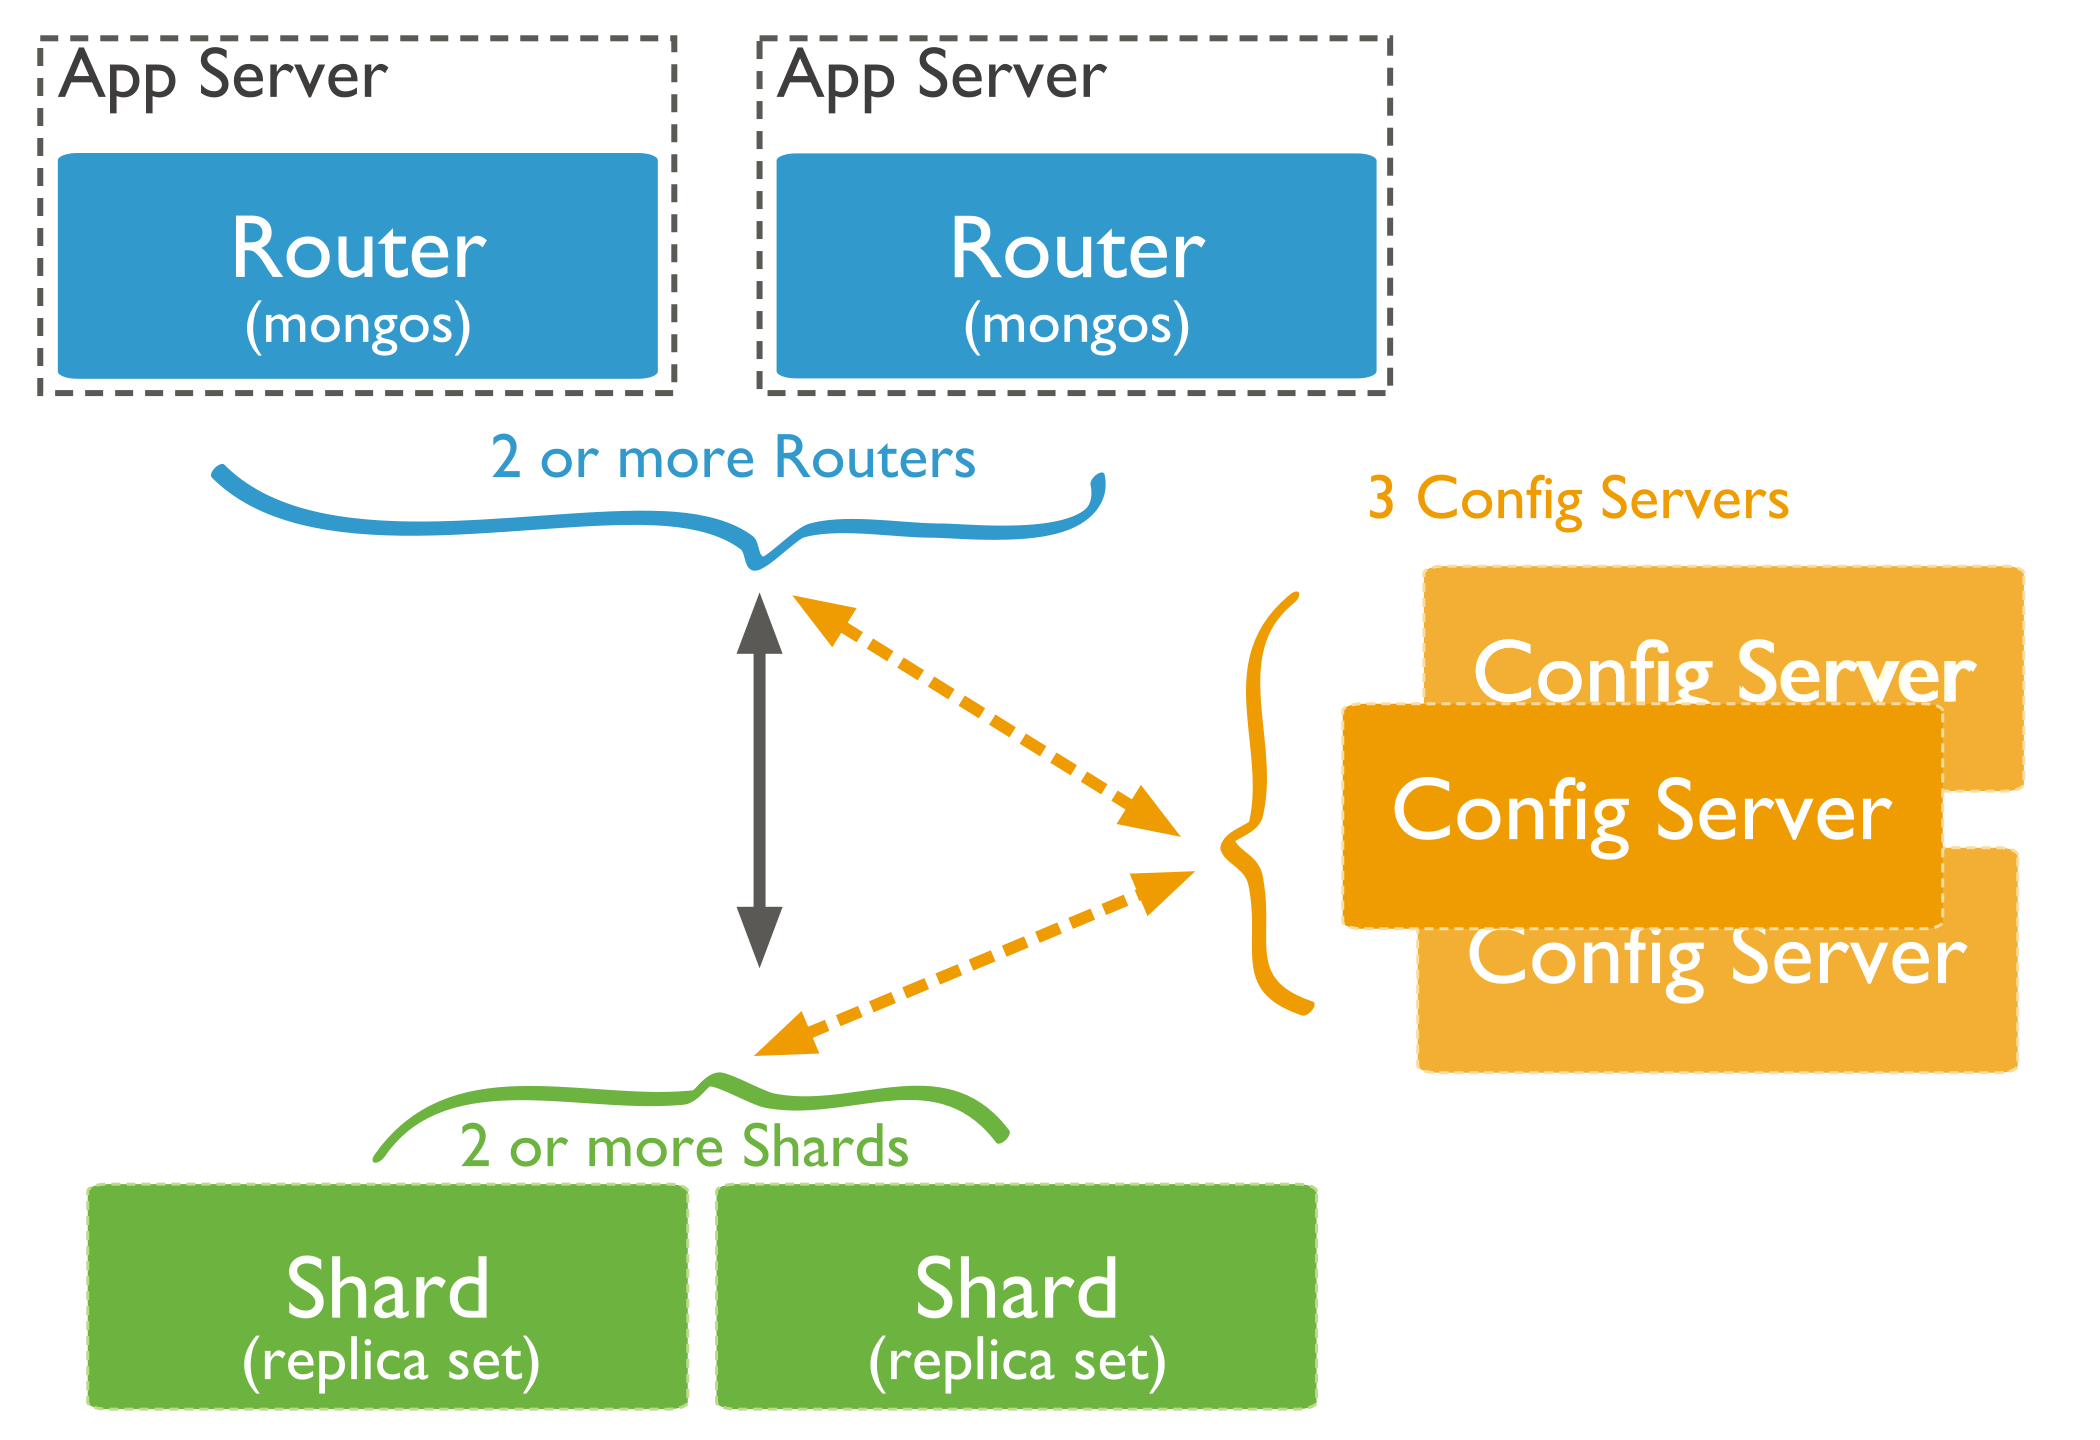 App Server
Router
(mongos)
App Server
Router
(mongos)
2 or more Routers
3 Config Servers
Config Server
Config Server
Config Server
2 or more Shards
Shard
(replica set)
Shard
(replica set)